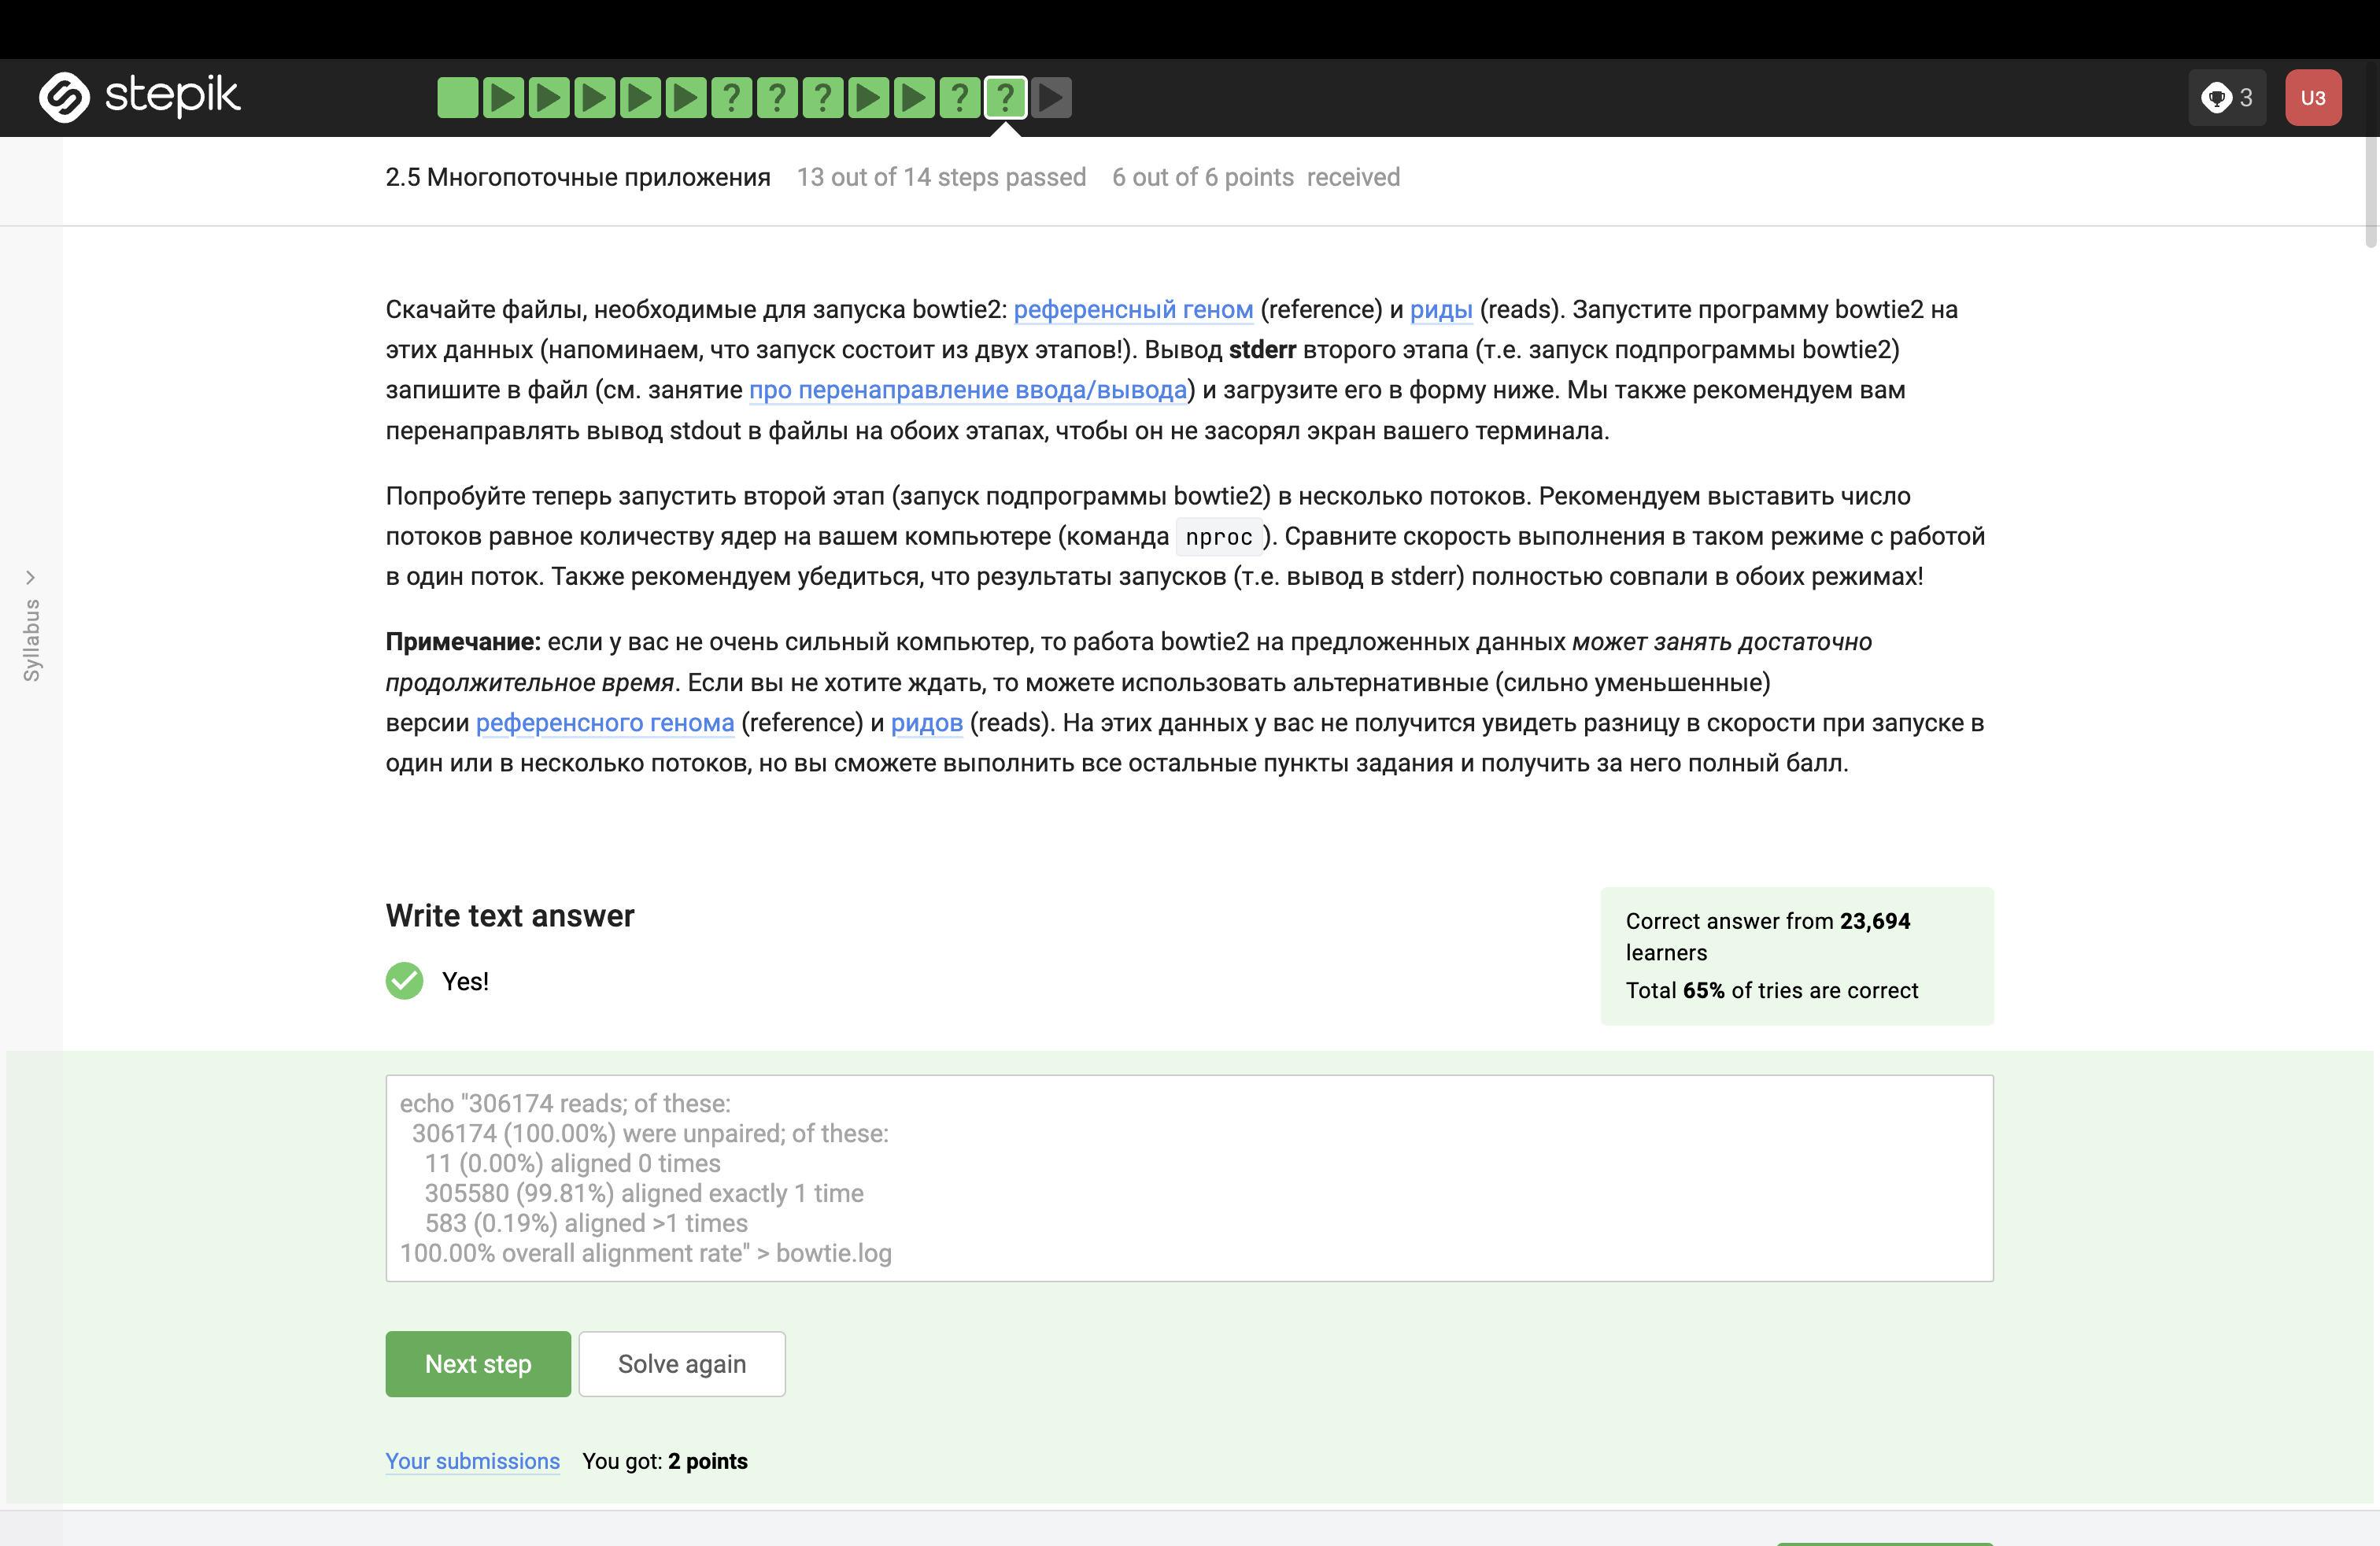 stepik
? ? ? ? ?
3
U3
2.5 Многопоточные приложения 13 out of 14 steps passed 6 out of 6 points received
Syllabus
Скачайте файлы, необходимые для запуска bowtie2: референсный геном (reference) и риды (reads). Запустите программу bowtie2 на
этих данных (напоминаем, что запуск состоит из двух этапов!). Вывод stderr второго этапа (т.е. запуск подпрограммы bowtie2)
запишите в файл (см. занятие про перенаправление ввода/вывода) и загрузите его в форму ниже. Мы также рекомендуем вам
перенаправлять вывод stdout в файлы на обоих этапах, чтобы он не засорял экран вашего терминала.
Попробуйте теперь запустить второй этап (запуск подпрограммы bowtie2) в несколько потоков. Рекомендуем выставить число
потоков равное количеству ядер на вашем компьютере (команда nproc). Сравните скорость выполнения в таком режиме с работой
в один поток. Также рекомендуем убедиться, что результаты запусков (т.е. вывод в stderr) полностью совпали в обоих режимах!
Примечание: если у вас не очень сильный компьютер, то работа bowtie2 на предложенных данных может занять достаточно
продолжительное время. Если вы не хотите ждать, то можете использовать альтернативные (сильно уменьшенные)
версии референсного генома (reference) и ридов (reads). На этих данных у вас не получится увидеть разницу в скорости при запуске в
один или в несколько потоков, но вы сможете выполнить все остальные пункты задания и получить за него полный балл.
Write text answer
Yes!
Correct answer from 23,694
learners
Total 65% of tries are correct
echo "306174 reads; of these:
306174 (100.00%) were unpaired; of these:
11 (0.00%) aligned 0 times
305580 (99.81%) aligned exactly 1 time
583 (0.19%) aligned >1 times
100.00% overall alignment rate" > bowtie.log
Next step
Solve again
Your submissions You got: 2 points